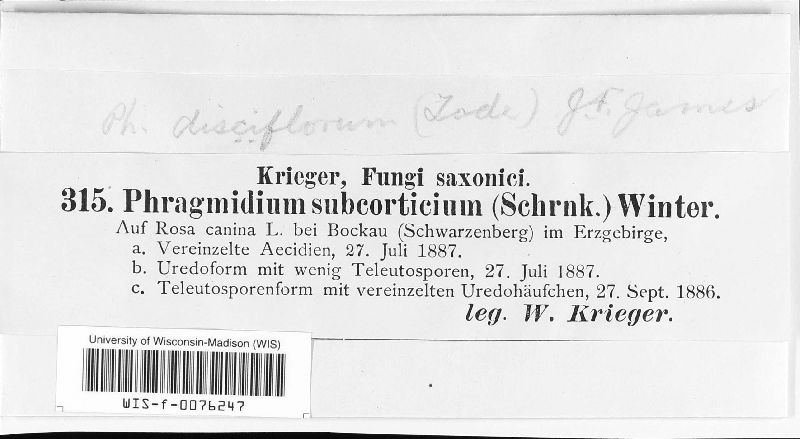 Ph. disciflorum (Tode) J.F. James
Krieger, Fungi saxonici.
315. Phragmidium subcorticium (Schrnk.) Winter.
Auf Rosa canina L. bei Bockau (Schwarzenberg) im Erzgebirge,
a. Vereinzelte Aecidien, 27. Juli 1887.
b. Uredoform mit wenig Teleutosporen, 27. Juli 1887.
c. Teleutosporenform mit vereinzelten Uredohäufchen, 27. Sept. 1886.
leg. W. Krieger.
University of Wisconsin-Madison (WIS)
WIS-f-0076247